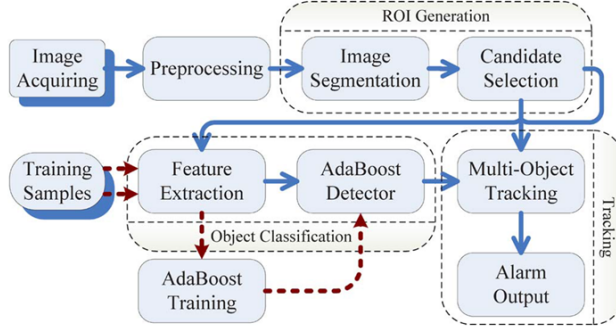 ROI Generation
Image
Acquiring
Preprocessing
Image
Segmentation
Candidate
Selection
Training
Samples
Feature
Extraction
AdaBoost
Detector
Multi-Object
Tracking
Object Classification
Tracking
AdaBoost
Training
Alarm
Output